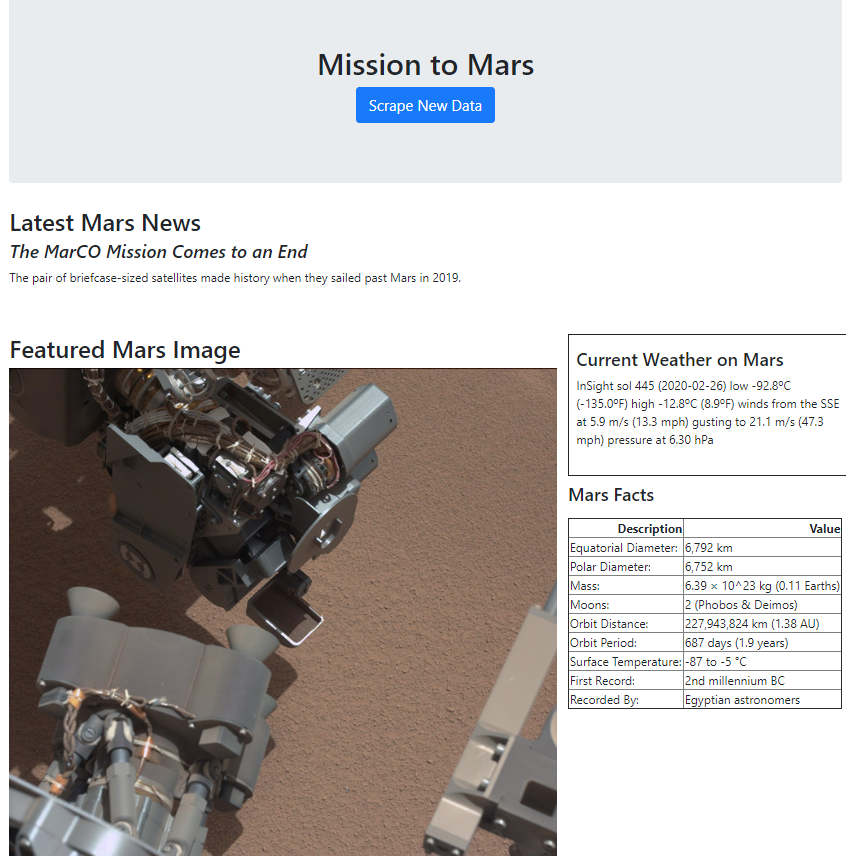 Mission to Mars
Scrape New Data
Latest Mars News
The MarCO Mission Comes to an End
The pair of briefcase-sized satellites made history when they sailed past Mars in 2019.
Featured Mars Image
Current Weather on Mars
InSight sol 445 (2020-02-26) low -92.8ºC
(-135.0ºF) high -12.8ºC (8.9ºF) winds from the SSE
at 5.9 m/s (13.3 mph) gusting to 21.1 m/s (47.3
mph) pressure at 6.30 hPa
Mars Facts
Description Value
Equatorial Diameter: 6,792 km
Polar Diameter: 6,752 km
Mass: 6.39 × 10^23 kg (0.11 Earths)
Moons: 2 (Phobos & Deimos)
Orbit Distance: 227,943,824 km (1.38 AU)
Orbit Period: 687 days (1.9 years)
Surface Temperature: -87 to -5 °C
First Record: 2nd millennium BC
Recorded By: Egyptian astronomers